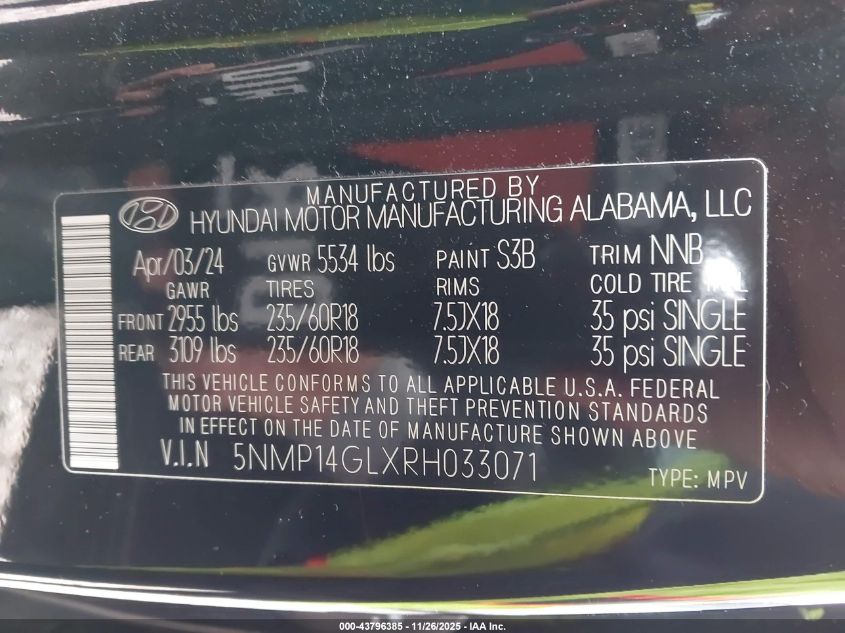 MANUFACTURED BY
HYUNDAI MOTOR MANUFACTURING ALABAMA, LLC
Apr/03/24 GVWR 5534 lbs PAINT S3B TRIM NNB
GAWR TIRES RIMS COLD TIRE
FRONT 2955 lbs 235/60R18 7.5JX18 35 psi SINGLE
REAR 3109 lbs 235/60R18 7.5JX18 35 psi SINGLE
THIS VEHICLE CONFORMS TO ALL APPLICABLE U.S.A. FEDERAL
MOTOR VEHICLE SAFETY AND THEFT PREVENTION STANDARDS
IN EFFECT ON THE DATE OF MANUFACTURE SHOWN ABOVE
V.I.N 5NMP14GLXRH033071
TYPE: MPV
000-43796385 - 11/26/2025 - IAA Inc.